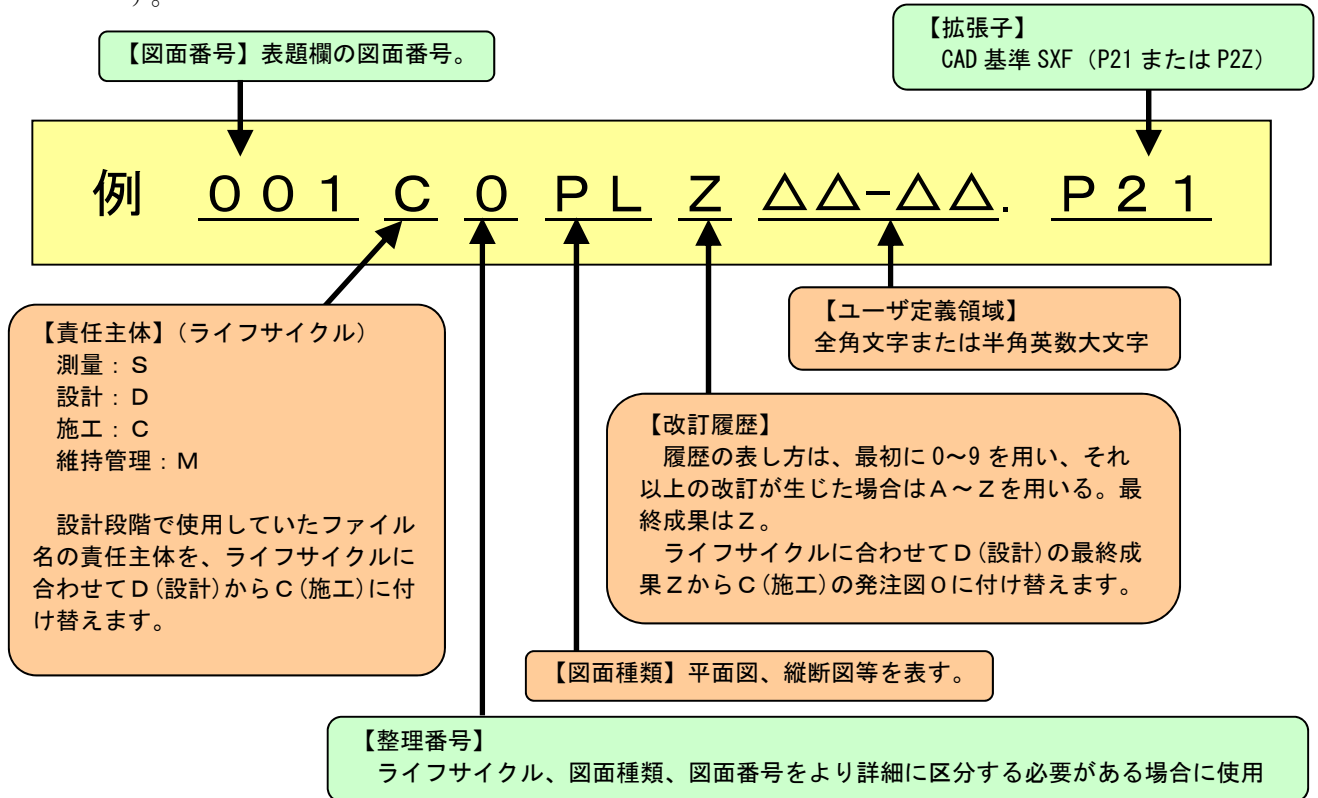 す。
【図面番号】表題欄の図面番号。
【拡張子】
CAD 基準 SXF（P21 または P2Z）
例 ００１ Ｃ ０ ＰＬ Ｚ △△-△△. Ｐ２１
【責任主体】（ライフサイクル）
測量：Ｓ
設計：Ｄ
施工：Ｃ
維持管理：Ｍ
設計段階で使用していたファイル
名の責任主体を、ライフサイクルに
合わせてＤ(設計)からＣ(施工)に付
け替えます。
【ユーザ定義領域】
全角文字または半角英数大文字
【改訂履歴】
履歴の表し方は、最初に 0～9 を用い、それ
以上の改訂が生じた場合はＡ～Ｚを用いる。最
終成果はＺ。
ライフサイクルに合わせてＤ(設計)の最終成
果ＺからＣ(施工)の発注図０に付け替えます。
【図面種類】平面図、縦断図等を表す。
【整理番号】
ライフサイクル、図面種類、図面番号をより詳細に区分する必要がある場合に使用